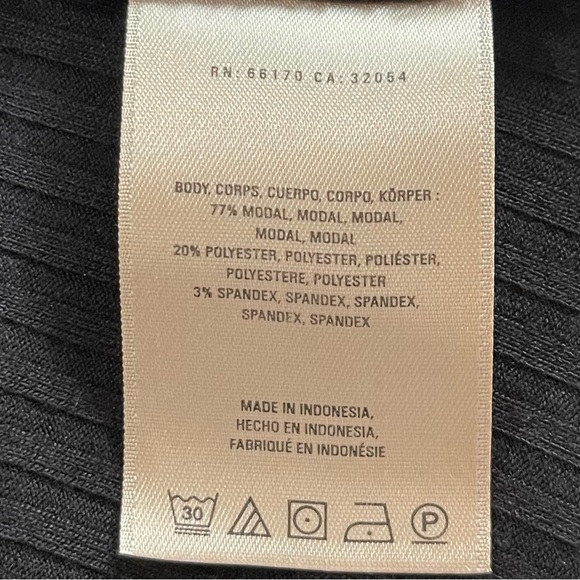 RN: 66170 CA: 32054
BODY, CORPS, CUERPO, CORPO, KÖRPER :
77% MODAL, MODAL, MODAL,
MODAL, MODAL
20% POLYESTER, POLYESTER, POLIÉSTER,
POLYESTERE, POLYESTER
3% SPANDEX, SPANDEX, SPANDEX,
SPANDEX, SPANDEX
MADE IN INDONESIA,
HECHO EN INDONESIA,
FABRIQUÉ EN INDONÉSIE
30 P